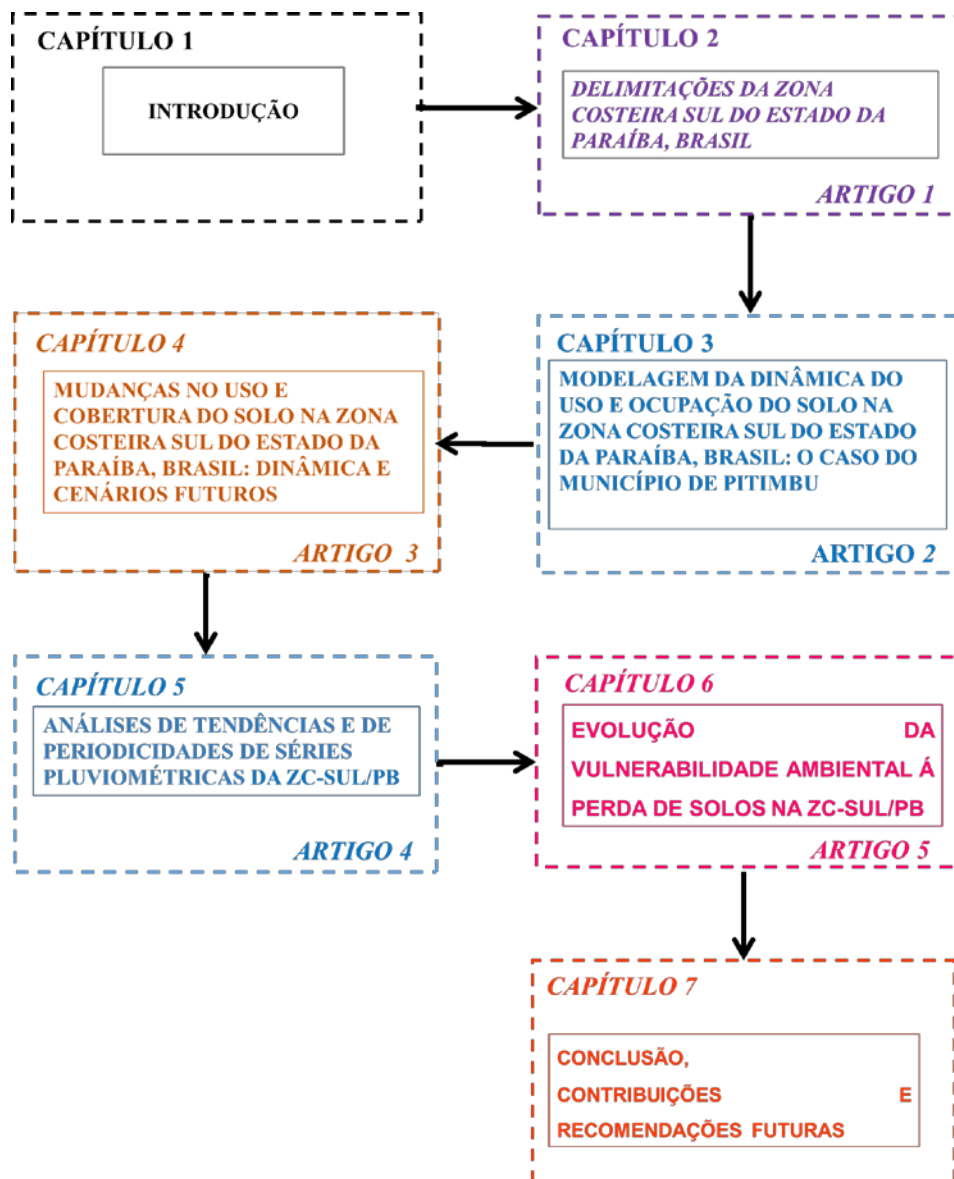 CAPÍTULO 1
INTRODUÇÃO
CAPÍTULO 2
DELIMITAÇÕES DA ZONA
COSTEIRA SUL DO ESTADO DA
PARAÍBA, BRASIL
ARTIGO 1
CAPÍTULO 3
MODELAGEM DA DINÂMICA DO
USO E OCUPAÇÃO DO SOLO NA
ZONA COSTEIRA SUL DO ESTADO
DA PARAÍBA, BRASIL: O CASO DO
MUNICÍPIO DE PITIMBU
ARTIGO 2
CAPÍTULO 4
MUDANÇAS NO USO E
COBERTURA DO SOLO NA ZONA
COSTEIRA SUL DO ESTADO DA
PARAÍBA, BRASIL: DINÂMICA E
CENÁRIOS FUTUROS
ARTIGO 3
CAPÍTULO 5
ANÁLISES DE TENDÊNCIAS E DE
PERIODICIDADES DE SÉRIES
PLUVIOMÉTRICAS DA ZC-SUL/PB
ARTIGO 4
CAPÍTULO 6
EVOLUÇÃO DA
VULNERABILIDADE AMBIENTAL Á
PERDA DE SOLOS NA ZC-SUL/PB
ARTIGO 5
CAPÍTULO 7
CONCLUSÃO,
CONTRIBUIÇÕES E
RECOMENDAÇÕES FUTURAS